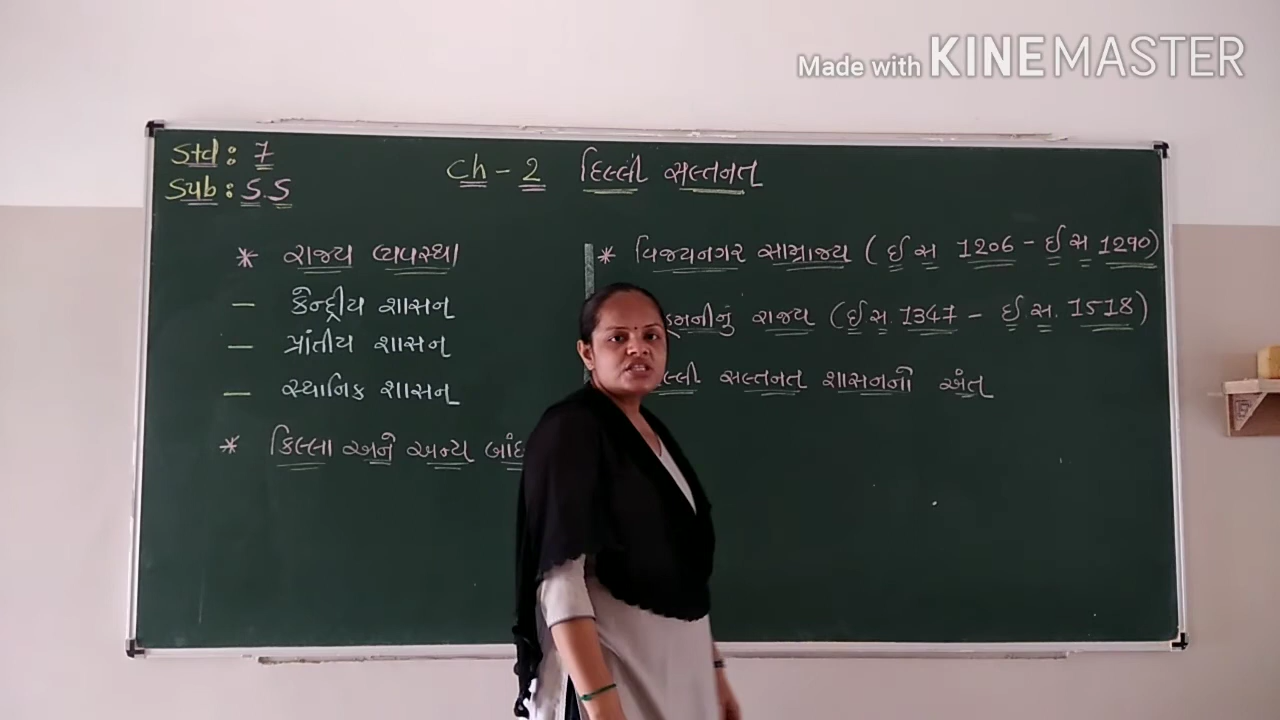 Made with KINEMASTER
Std : 7
Sub : S.S
Ch - 2 દિલ્લી સલ્તનત
* રાજ્ય વ્યવસ્થા
– કેન્દ્રીય શાસન
– પ્રાંતીય શાસન
– સ્થાનિક શાસન
* કિલ્લા અને અન્ય
* વિજયનગર સામ્રાજ્ય ( ઈ સ 1206 - ઈ સ 1290)
રાજ્ય (ઈ સ. 1347 - ઈ સ. 1518)
સલ્તનત શાસનનો અંત